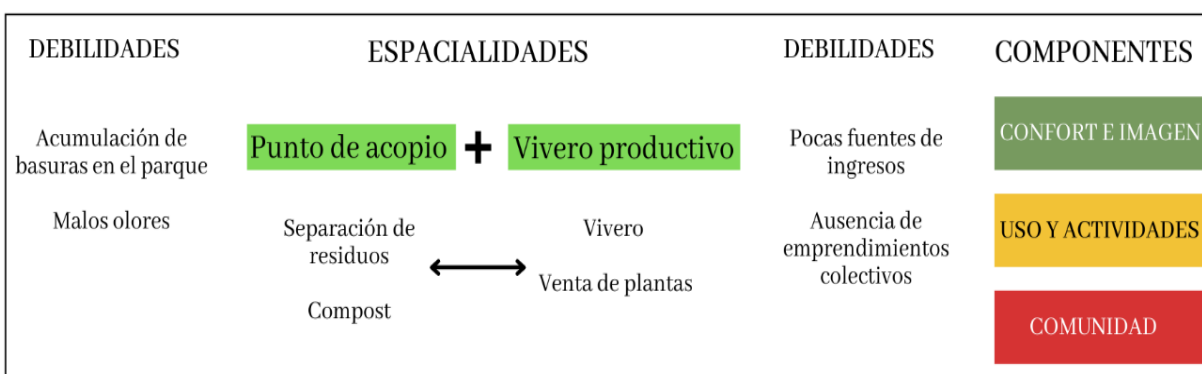 DEBILIDADES
ESPACIALIDADES
DEBILIDADES
COMPONENTES
Acumulación de
basuras en el parque
Malos olores
Punto de acopio + Vivero productivo
Separación de
residuos
Compost
Vivero
Venta de plantas
Pocas fuentes de
ingresos
Ausencia de
emprendimientos
colectivos
CONFORT E IMAGEN
USO Y ACTIVIDADES
COMUNIDAD